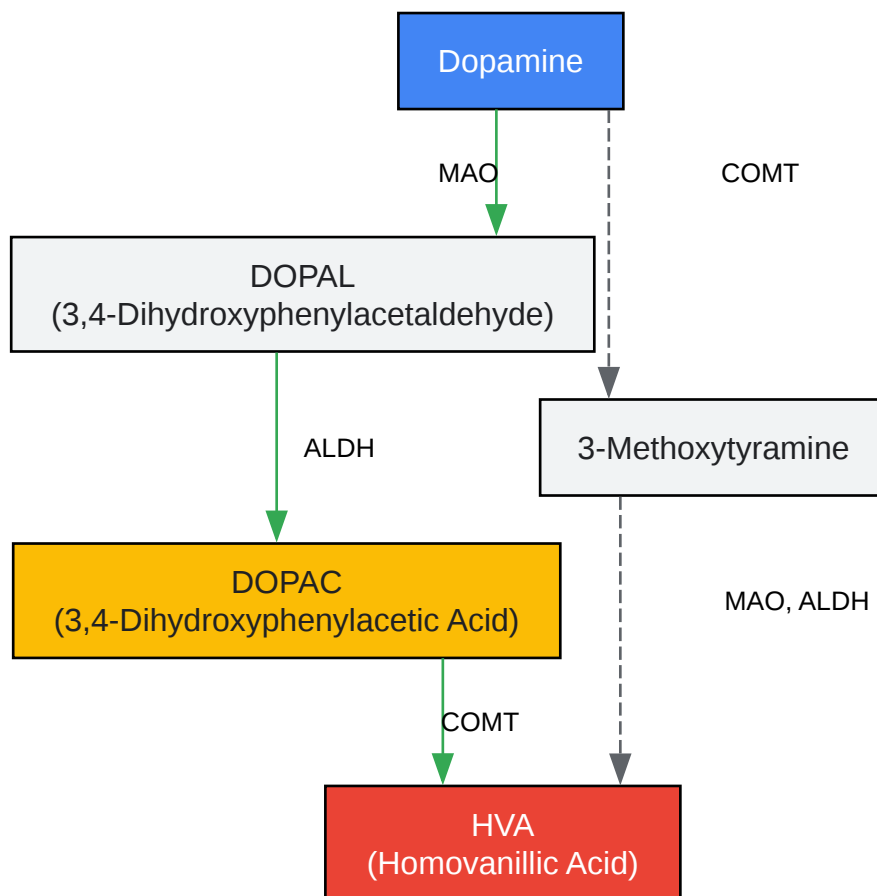 Dopamine
MAO
COMT
DOPAL
(3,4-Dihydroxyphenylacetaldehyde)
ALDH
3-Methoxytyramine
DOPAC
(3,4-Dihydroxyphenylacetic Acid)
MAO, ALDH
COMT
HVA
(Homovanillic Acid)